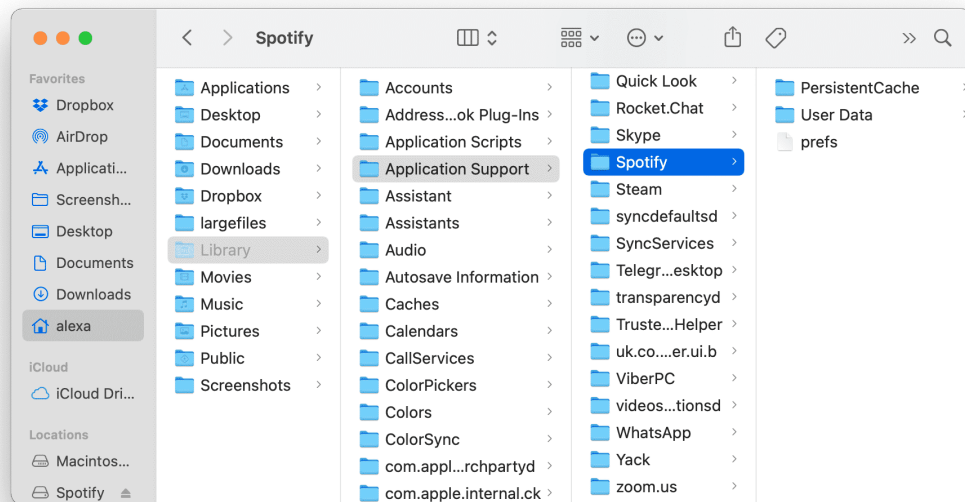 Spotify
Favorites
Dropbox
AirDrop
Applicati...
Screensh...
Desktop
Documents
Downloads
alexa
iCloud
iCloud Dri...
Locations
Macintos...
Spotify
Applications
Desktop
Documents
Downloads
Dropbox
largefiles
Library
Movies
Music
Pictures
Public
Screenshots
Accounts
Address...ok Plug-Ins
Application Scripts
Application Support
Assistant
Assistants
Audio
Autosave Information
Caches
Calendars
CallServices
ColorPickers
Colors
ColorSync
com.appl...rchpartyd
com.apple.internal.ck
Quick Look
Rocket.Chat
Skype
Spotify
Steam
syncdefaultsd
SyncServices
Telegr...esktop
transparencyd
Truste...Helper
uk.co....er.ui.b
ViberPC
videos...tionsd
WhatsApp
Yack
zoom.us
PersistentCache
User Data
prefs